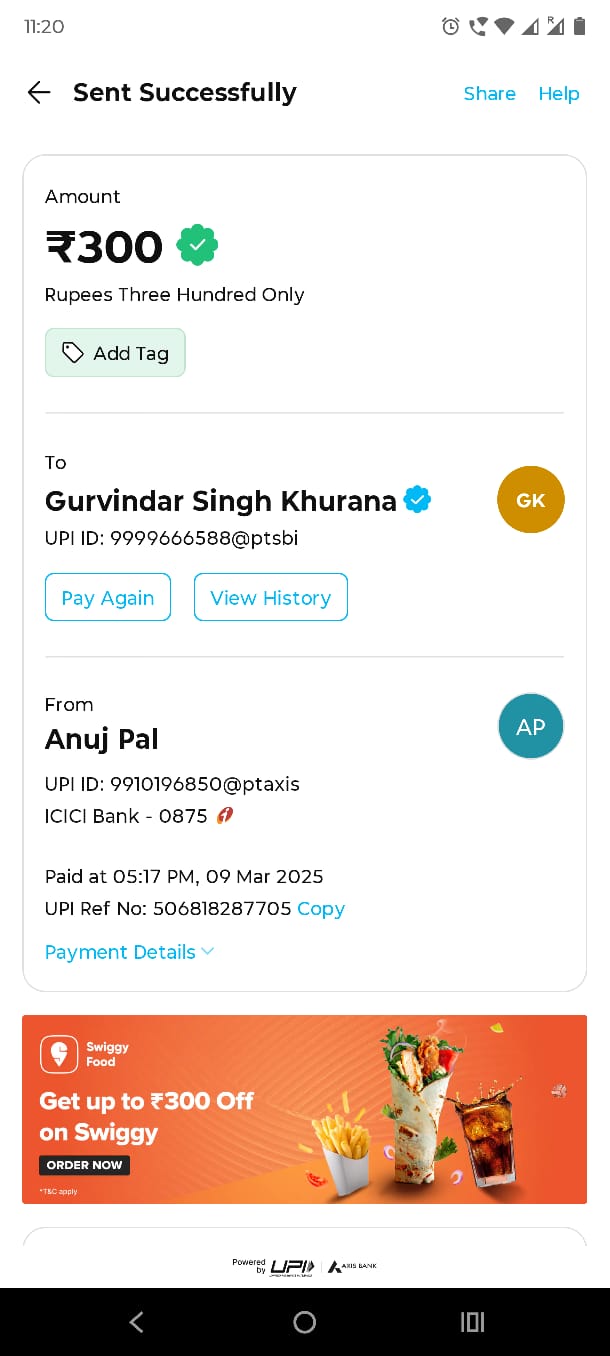 11:20
R
Sent Successfully
Share Help
Amount
₹300
Rupees Three Hundred Only
Add Tag
To
Gurvindar Singh Khurana
GK
UPI ID: 9999666588@ptsbi
Pay Again View History
From
Anuj Pal
AP
UPI ID: 9910196850@ptaxis
ICICI Bank - 0875
Paid at 05:17 PM, 09 Mar 2025
UPI Ref No: 506818287705 Copy
Payment Details
Swiggy
Food
Get up to ₹300 Off
on Swiggy
ORDER NOW
*T&C apply
Powered
by
UPI
AXIS BANK